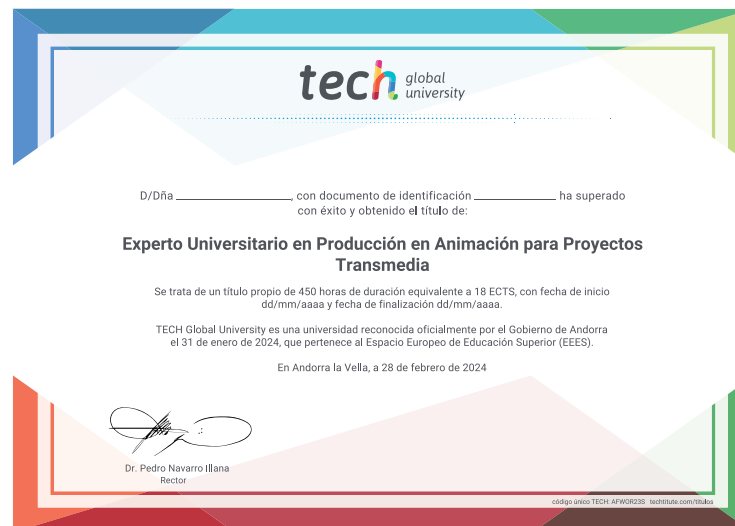 tech global
university
D/Dña ____________, con documento de identificación ____________ ha superado
con éxito y obtenido el título de:
Experto Universitario en Producción en Animación para Proyectos
Transmedia
Se trata de un título propio de 450 horas de duración equivalente a 18 ECTS, con fecha de inicio
dd/mm/aaaa y fecha de finalización dd/mm/aaaa.
TECH Global University es una universidad reconocida oficialmente por el Gobierno de Andorra
el 31 de enero de 2024, que pertenece al Espacio Europeo de Educación Superior (EEES).
En Andorra la Vella, a 28 de febrero de 2024
Dr. Pedro Navarro Illana
Rector
código único TECH: AFWOR23S techtitute.com/titulos